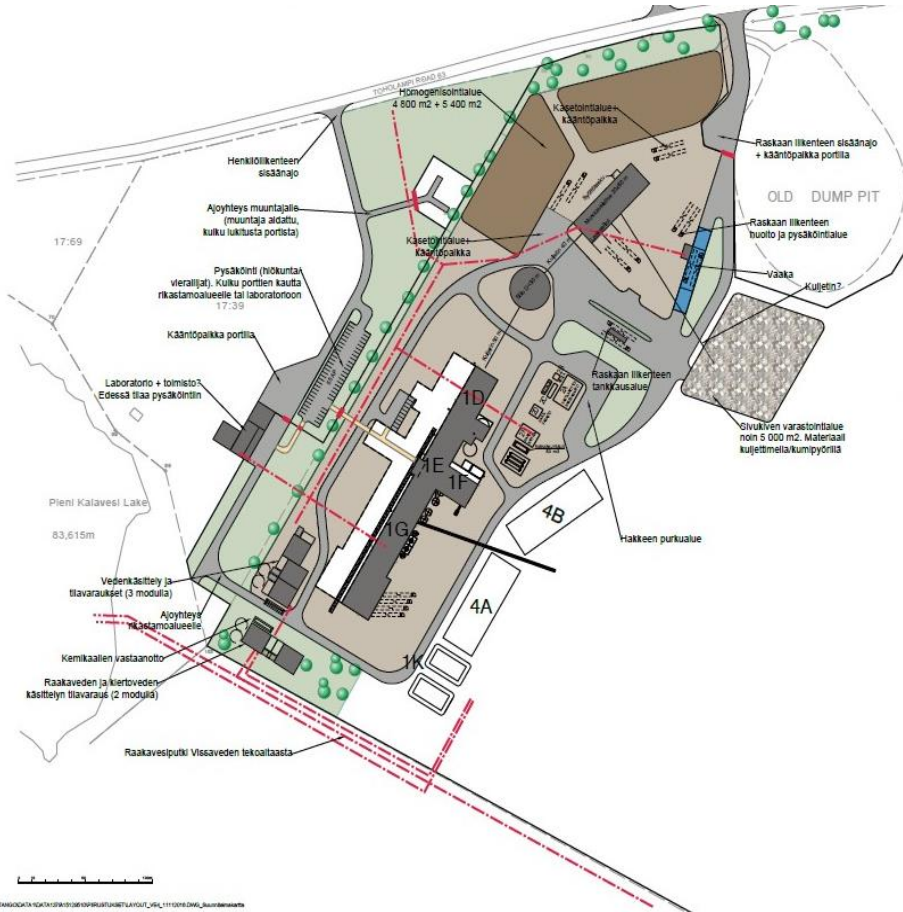 TOHOLAMPI ROAD 63
Homogenisointialue
4 800 m2 + 5 400 m2
Kasetointialue+
kääntöpaikka
Henkilöliikenteen
sisäänajo
Raskaan liikenteen sisäänajo
+ kääntöpaikka portilla
OLD DUMP PIT
Ajoyhteys muuntajalle
(muuntaja aidattu,
kulku lukitusta portista)
Raskaan liikenteen
huolto ja pysäköintialue
17:69
Kasetointialue+
kääntöpaikka
Vaaka
Pysäköinti (hlökunta/
vierailijat). Kulku porttien kautta
rikastamoalueelle tai laboratorioon
Kuljetin?
17:39
Kääntöpaikka portilla
Raskaan liikenteen
tankkausalue
Laboratorio + toimisto?
Edessä tilaa pysäköintiin
1D
Sivukiven varastointialue
noin 5 000 m2. Materiaali
kuljettimella/kumipyörillä
1E
1F
Pieni Kalavesi Lake
83,615m
1G
4B
Hakkeen purkualue
Vedenkäsittely ja
tilavaraukset (3 modulia)
4A
Ajoyhteys
rikastamoalueelle
Kemikaalien vastaanotto
1K
Raakaveden ja kiertoveden
käsittelyn tilavaraus (2 modulia)
Raakavesiputki Vissaveden tekoaltaasta